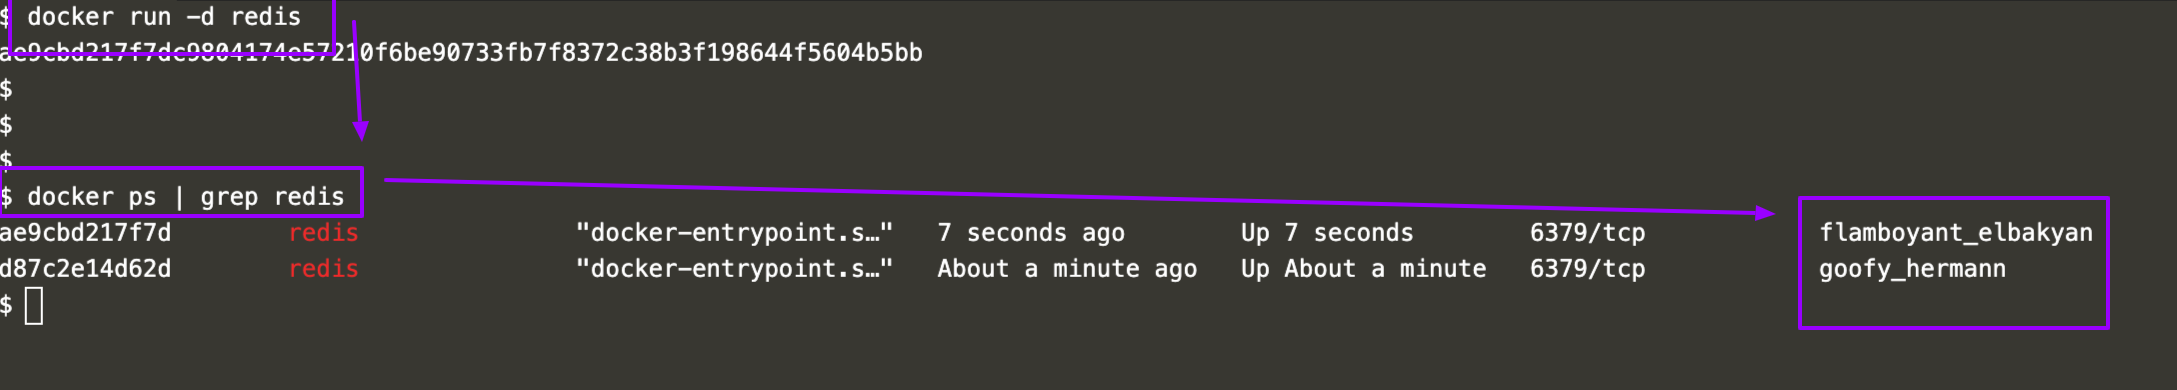 $ docker run -d redis
ae9cbd217f7dc9804174e57210f6be90733fb7f8372c38b3f198644f5604b5bb
$
$
$
$ docker ps | grep redis
ae9cbd217f7d        redis               "docker-entrypoint.s…"   7 seconds ago        Up 7 seconds        6379/tcp            flamboyant_elbakyan
d87c2e14d62d        redis               "docker-entrypoint.s…"   About a minute ago   Up About a minute   6379/tcp            goofy_hermann
$